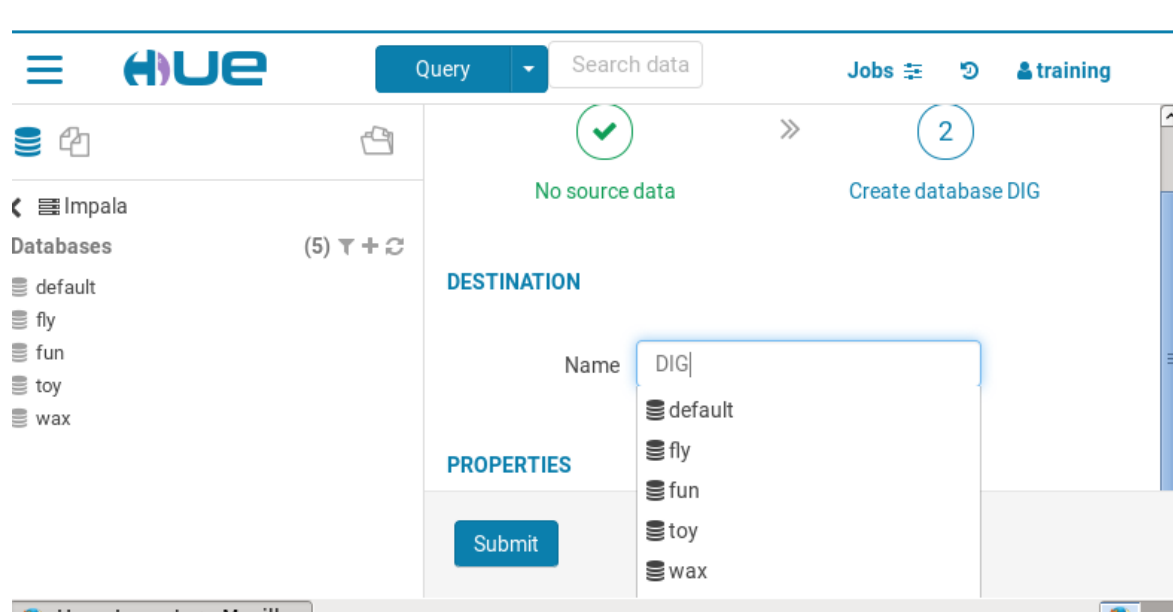 HUE
Query
Search data
Jobs
training
2
No source data
Create database DIG
Impala
Databases (5)
default
fly
fun
toy
wax
DESTINATION
Name DIG
default
fly
fun
toy
wax
PROPERTIES
Submit